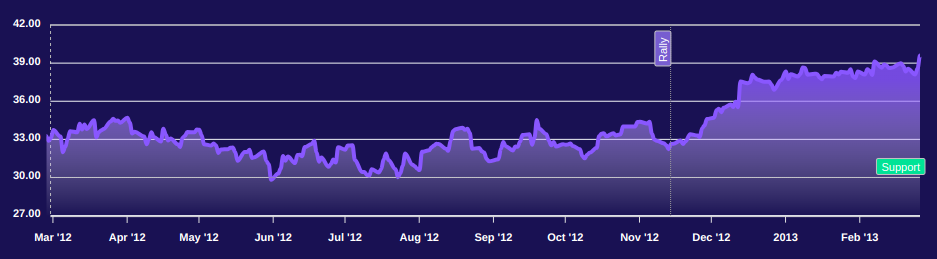 42.00
39.00
36.00
33.00
30.00
27.00
Rally
Support
Mar '12
Apr '12
May '12
Jun '12
Jul '12
Aug '12
Sep '12
Oct '12
Nov '12
Dec '12
2013
Feb '13